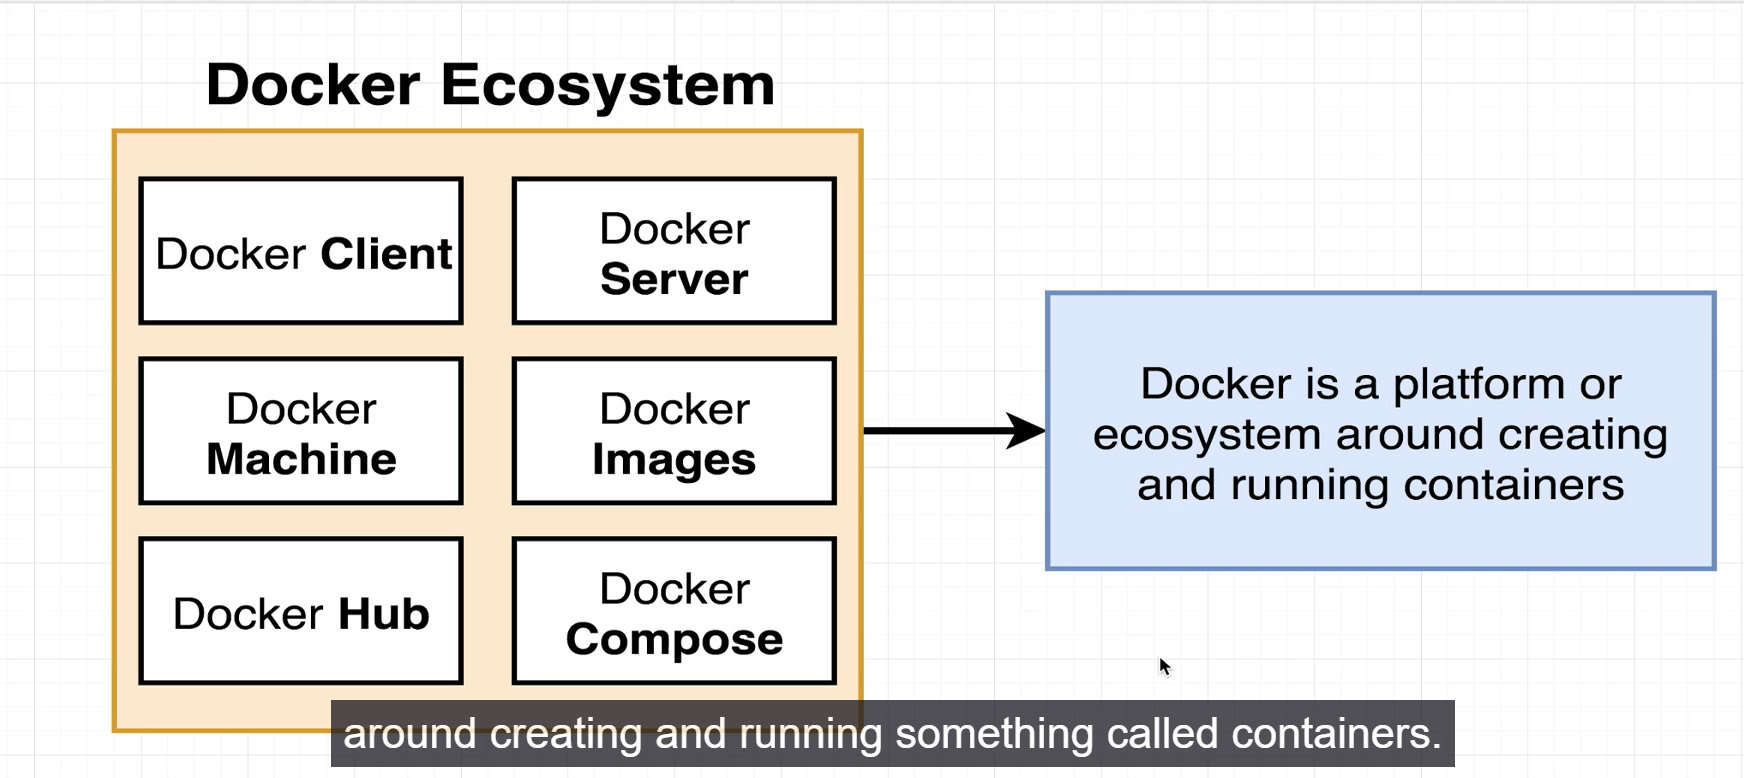 Docker Ecosystem
Docker Client
Docker
Server
Docker
Machine
Docker
Images
Docker Hub
Docker
Compose
Docker is a platform or
ecosystem around creating
and running containers
around creating and running something called containers.